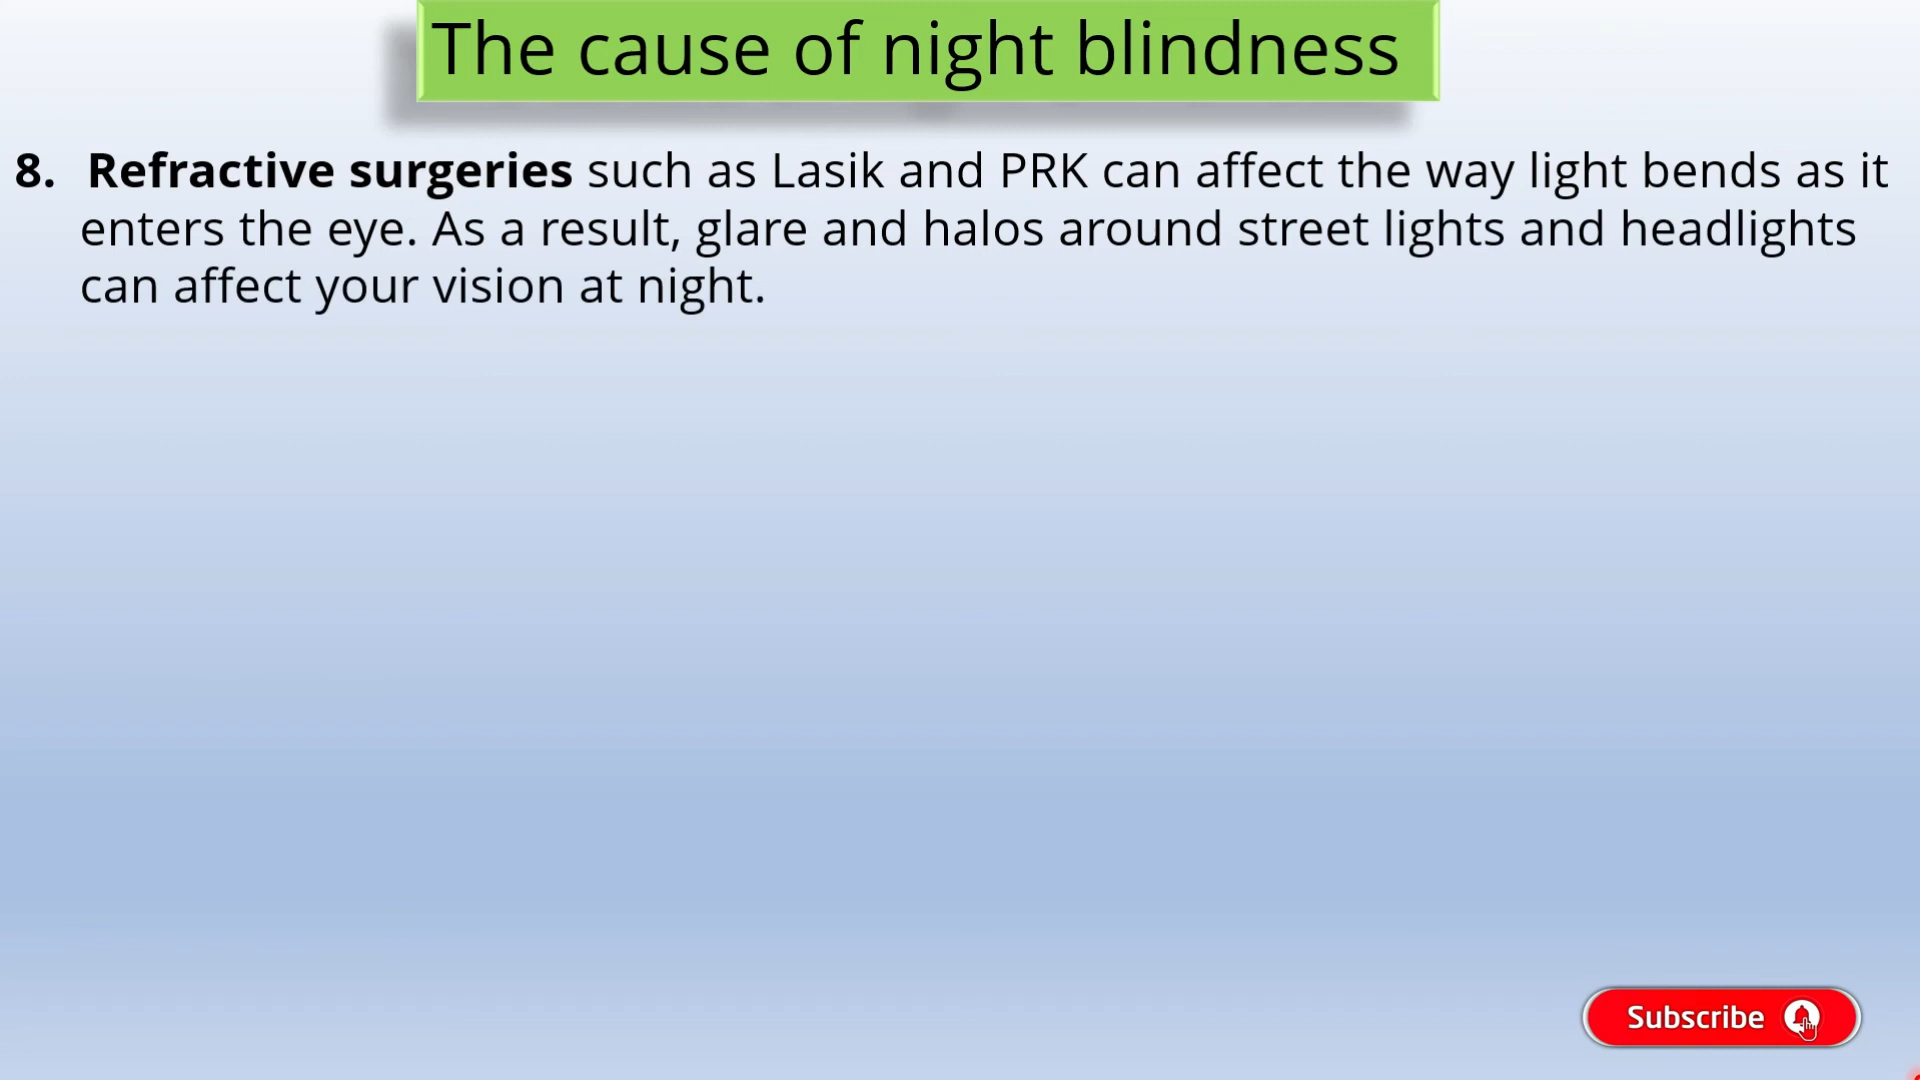 The cause of night blindness
8. Refractive surgeries such as Lasik and PRK can affect the way light bends as it
enters the eye. As a result, glare and halos around street lights and headlights
can affect your vision at night.
Subscribe